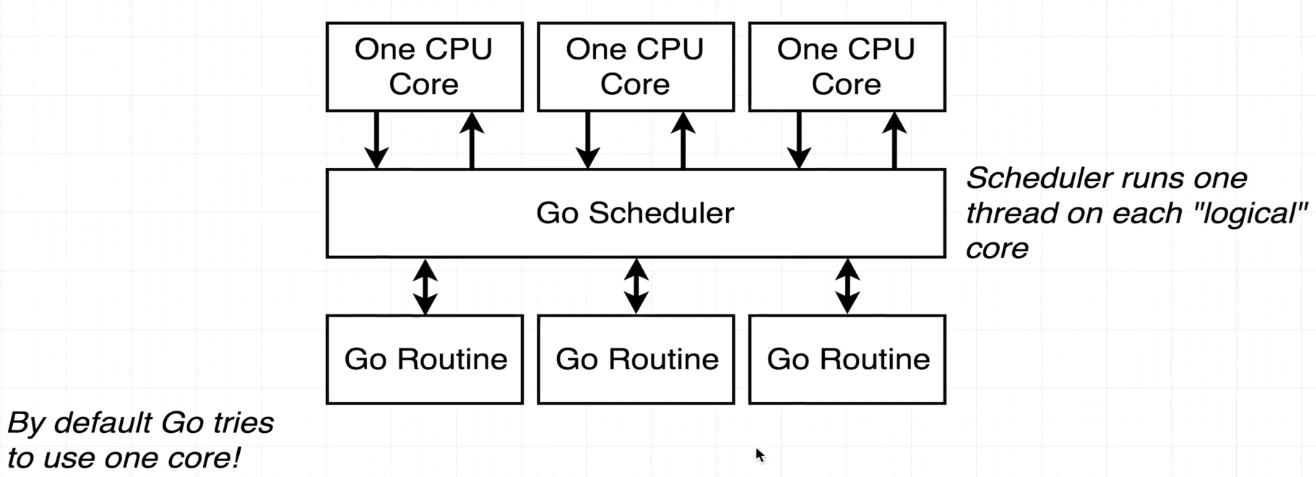 One CPU
Core
One CPU
Core
One CPU
Core
Go Scheduler
Scheduler runs one
thread on each "logical"
core
Go Routine
Go Routine
Go Routine
By default Go tries
to use one core!